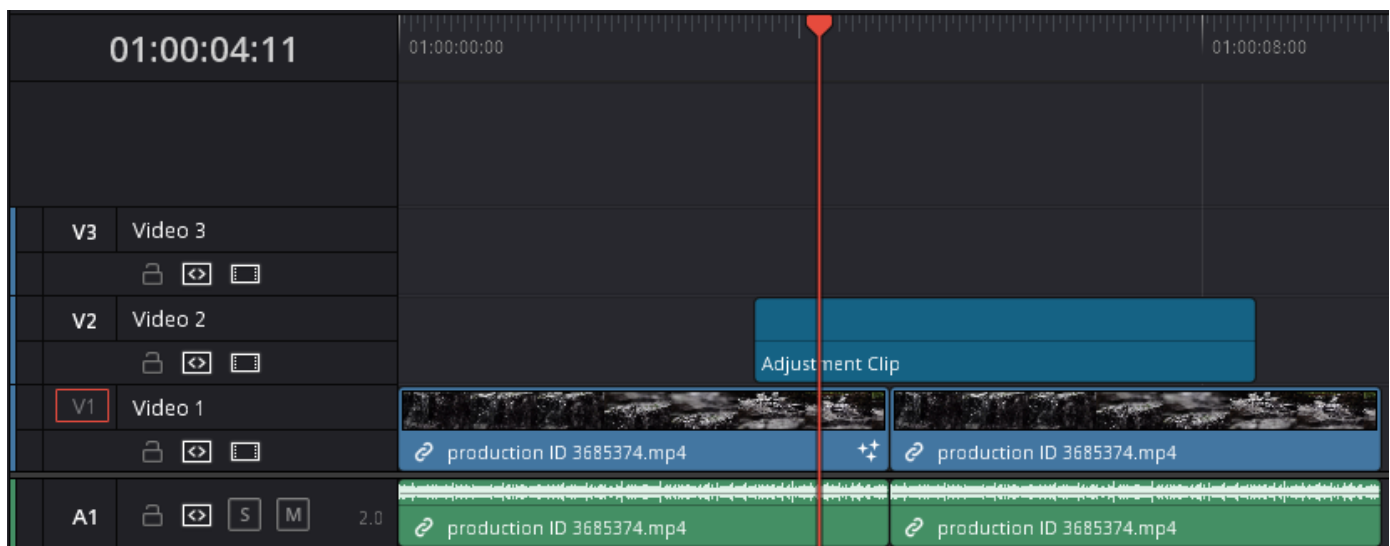 01:00:04:11
01:00:00:00
01:00:08:00
V3 Video 3
V2 Video 2
Adjustment Clip
V1 Video 1
production ID 3685374.mp4
production ID 3685374.mp4
A1 S M 2.0
production ID 3685374.mp4
production ID 3685374.mp4